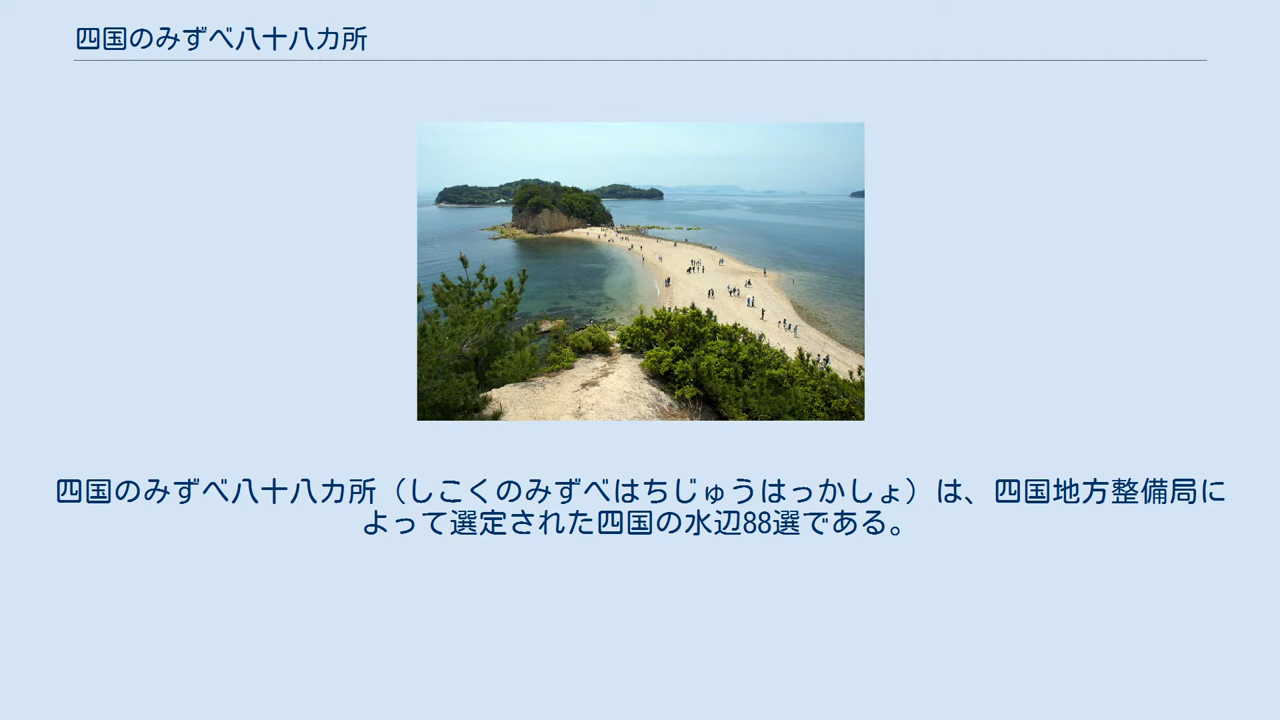 四国のみずべ八十八カ所
四国のみずべ八十八カ所（しこくのみずべはちじゅうはっかしょ）は、四国地方整備局に
よって選定された四国の水辺88選である。